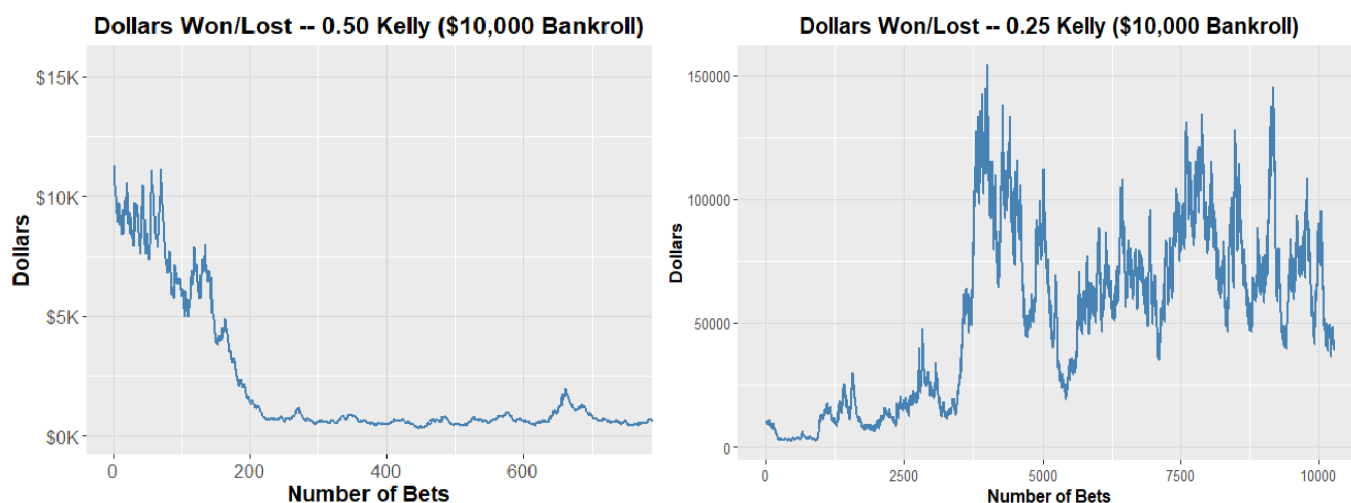 Dollars Won/Lost -- 0.50 Kelly ($10,000 Bankroll)
$15K
$10K
$5K
$0K
Dollars
0 200 400 600
Number of Bets
Dollars Won/Lost -- 0.25 Kelly ($10,000 Bankroll)
150000
100000
50000
0
Dollars
0 2500 5000 7500 10000
Number of Bets